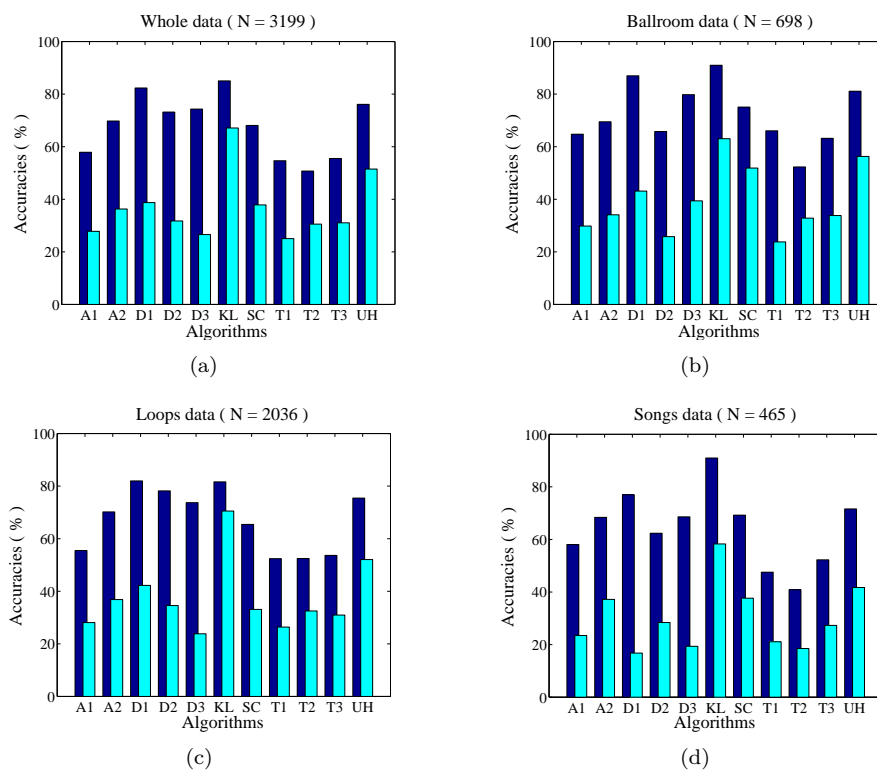 Whole data ( N = 3199 )
100
80
60
40
20
0
Accuracies ( % )
A1 A2 D1 D2 D3 KL SC T1 T2 T3 UH
Algorithms
(a)
Ballroom data ( N = 698 )
100
80
60
40
20
0
Accuracies ( % )
A1 A2 D1 D2 D3 KL SC T1 T2 T3 UH
Algorithms
(b)
Loops data ( N = 2036 )
100
80
60
40
20
0
Accuracies ( % )
A1 A2 D1 D2 D3 KL SC T1 T2 T3 UH
Algorithms
(c)
Songs data ( N = 465 )
100
80
60
40
20
0
Accuracies ( % )
A1 A2 D1 D2 D3 KL SC T1 T2 T3 UH
Algorithms
(d)